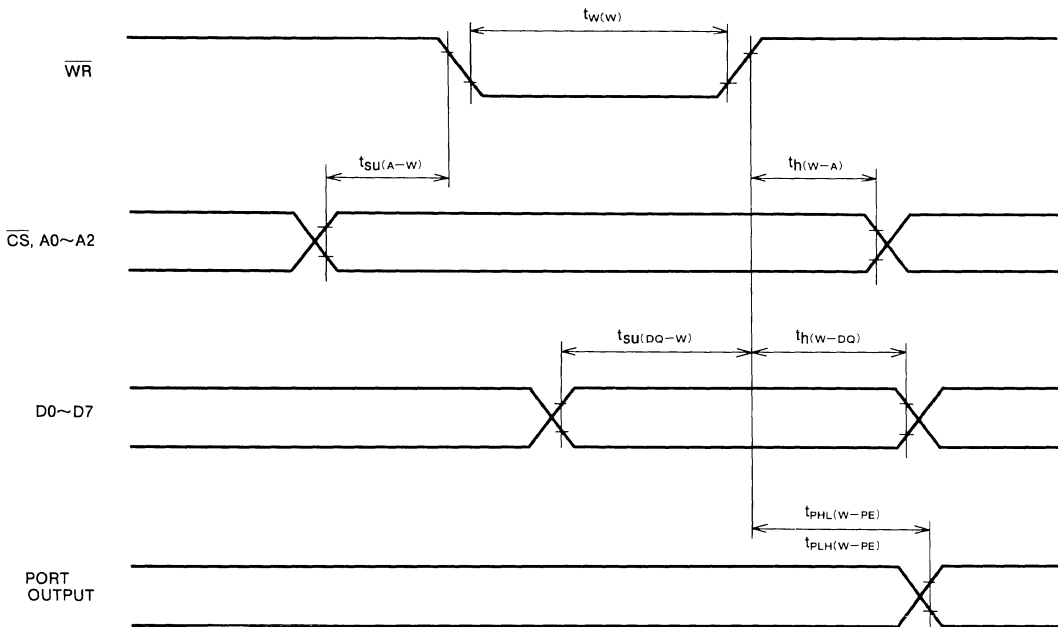 tW(W)
WR
tSU(A−W)
th(W−A)
CS, A0∼A2
tSU(DQ−W)
th(W−DQ)
D0∼D7
tPHL(W−PE)
tPLH(W−PE)
PORT
OUTPUT